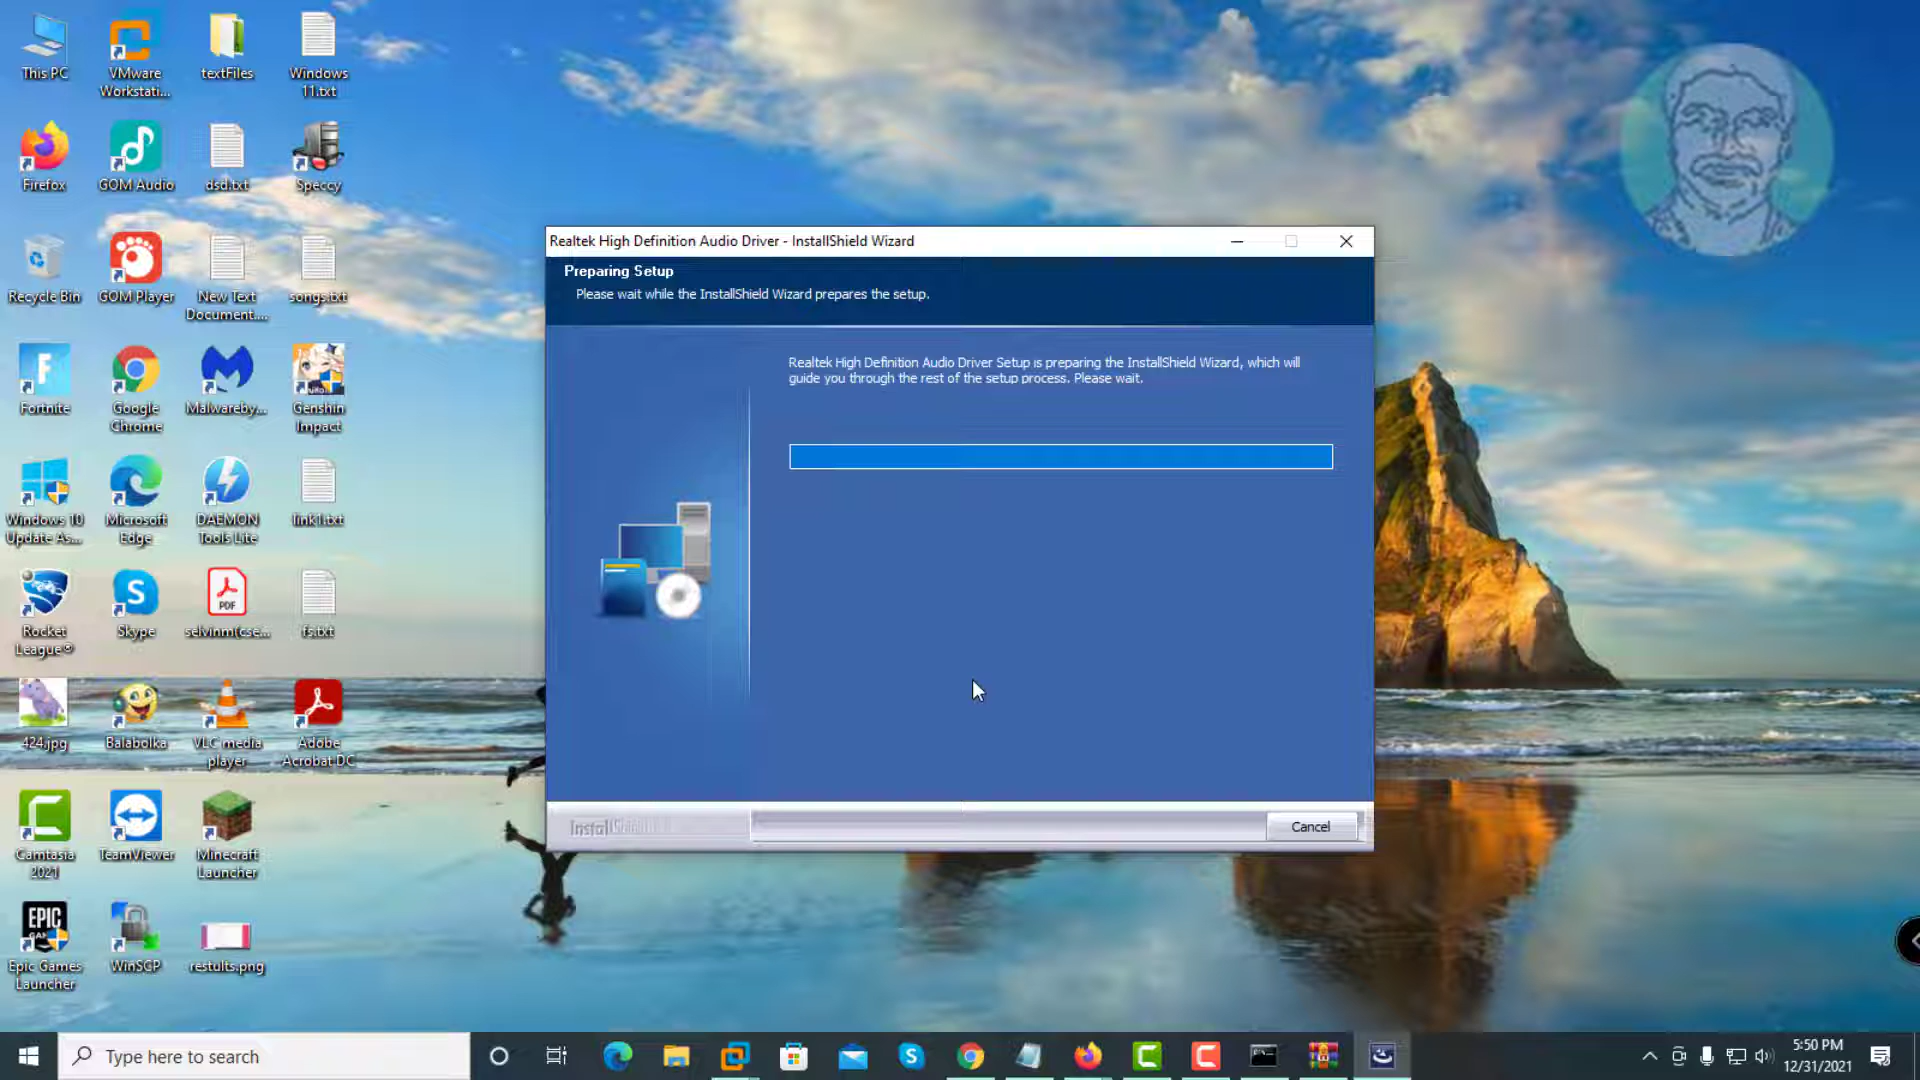 This PC
VMware
Workstati...
textFiles
Windows
11.txt
Firefox
GOM Audio
dsd.txt
Speccy
Recycle Bin
GOM Player
New Text
Document....
songs.txt
Fortnite
Google
Chrome
Malwareby...
Genshin
Impact
Windows 10
Update As...
Microsoft
Edge
DAEMON
Tools Lite
link1.txt
Rocket
League®
Skype
PDF
selvinm(cse...
fs.txt
424.jpg
Balabolka
VLC media
player
Adobe
Acrobat DC
Camtasia
2021
TeamViewer
Minecraft
Launcher
EPIC
Epic Games
Launcher
WinSCP
restults.png
Realtek High Definition Audio Driver - InstallShield Wizard
Preparing Setup
Please wait while the InstallShield Wizard prepares the setup.
Realtek High Definition Audio Driver Setup is preparing the InstallShield Wizard, which will
guide you through the rest of the setup process. Please wait.
InstallShield
Cancel
Type here to search
5:50 PM
12/31/2021